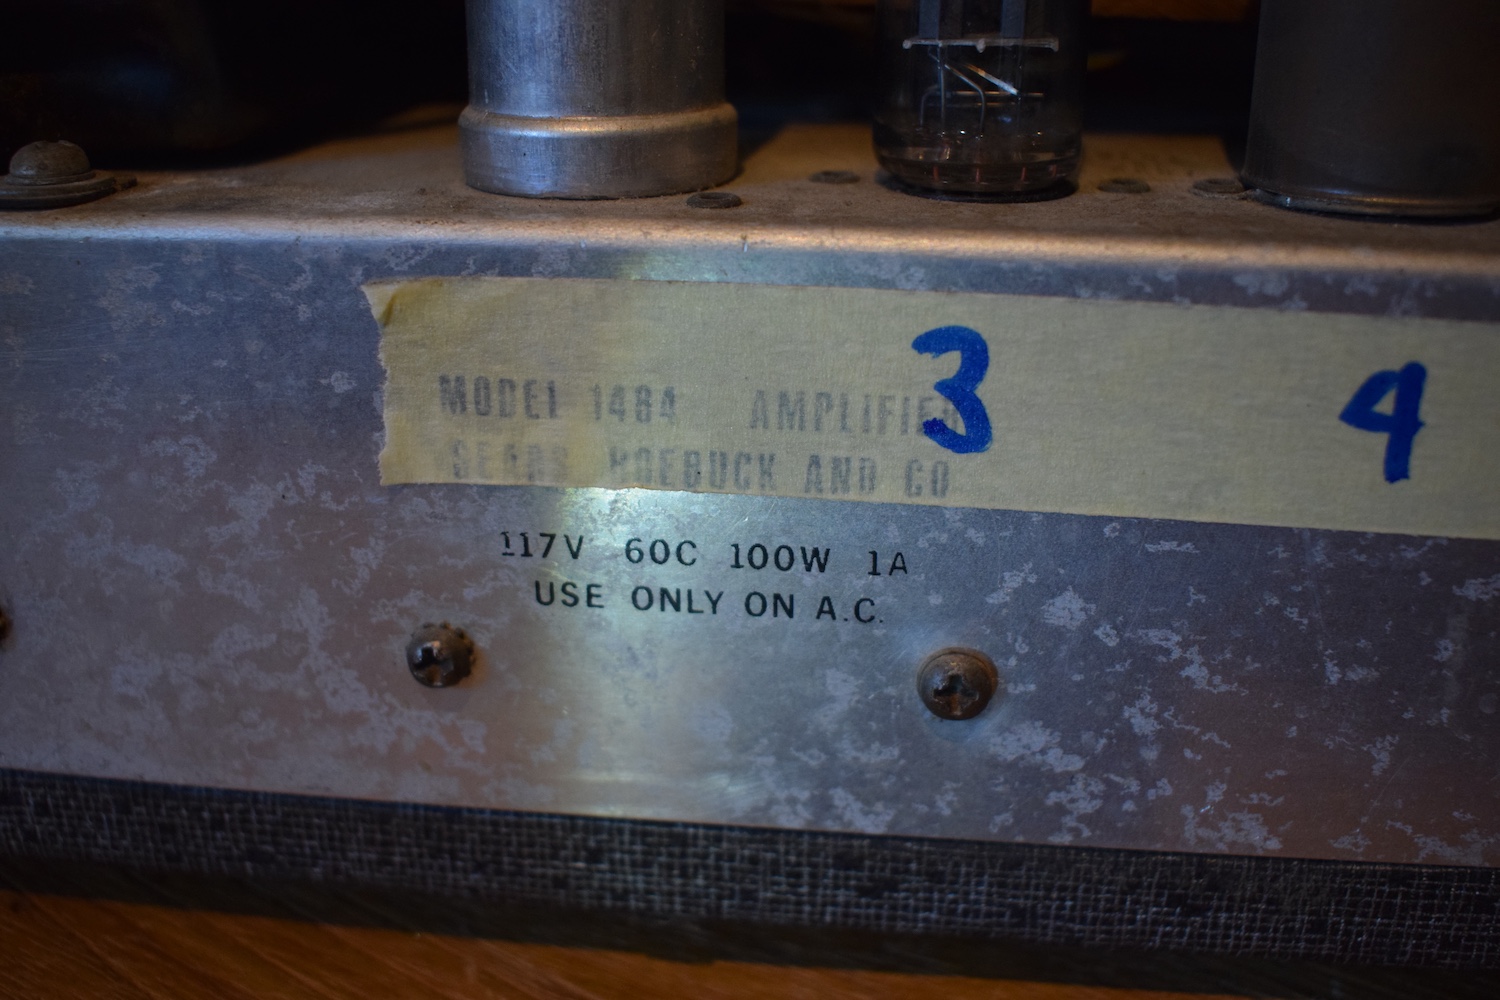 3 4
MODEL 1484 AMPLIFIER
SEARS ROEBUCK AND CO
117V 60C 100W 1A
USE ONLY ON A.C.